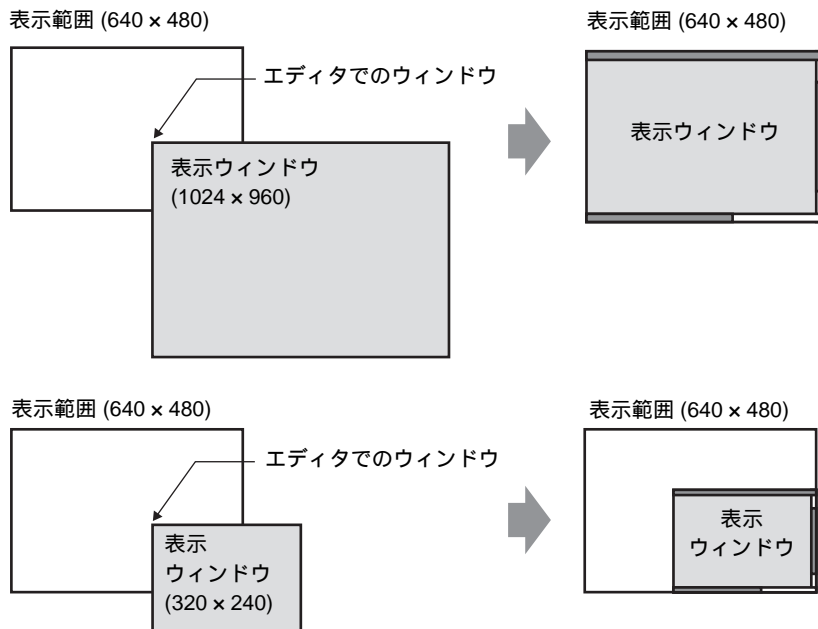 表示範囲 (640 × 480)
エディタでのウィンドウ
表示ウィンドウ
(1024 × 960)
表示範囲 (640 × 480)
表示ウィンドウ
表示範囲 (640 × 480)
エディタでのウィンドウ
表示
ウィンドウ
(320 × 240)
表示範囲 (640 × 480)
表示
ウィンドウ